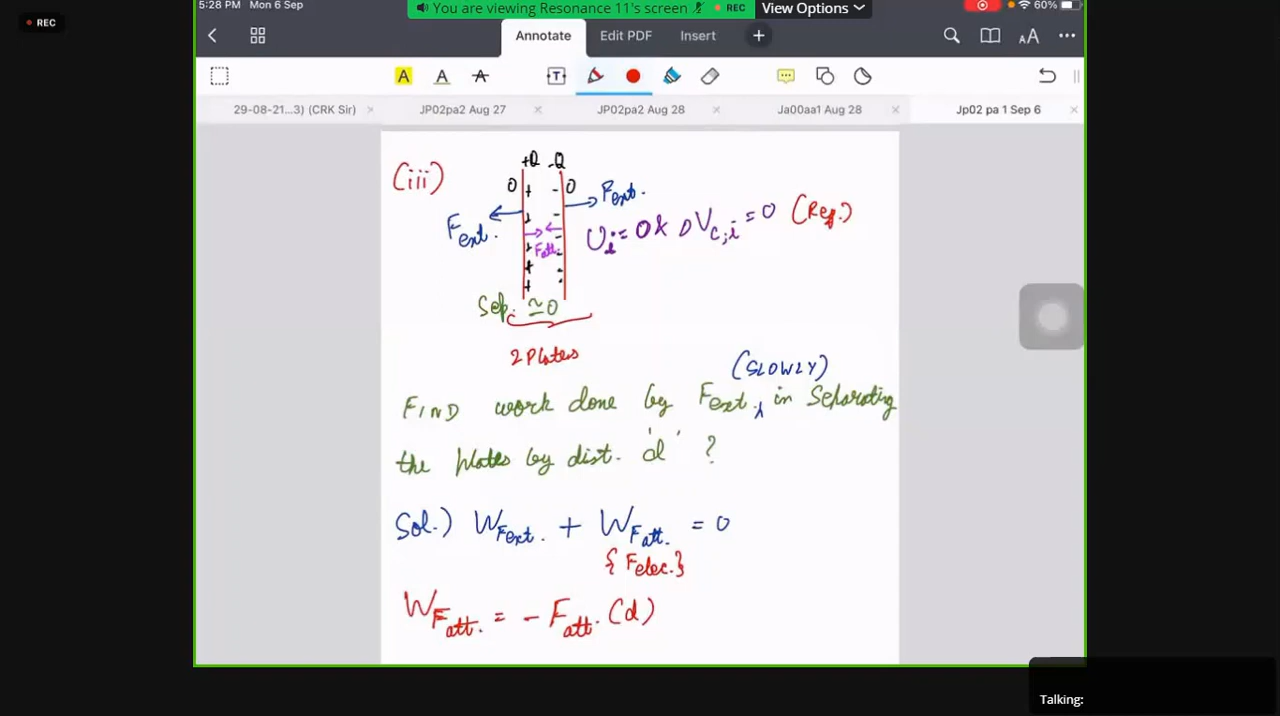 5:28 PM Mon 6 Sep
You are viewing Resonance 11's screen
REC
View Options
60%
REC
Annotate
Edit PDF
Insert
+
AA
A
A
A
T
29-08-21...3) (CRK Sir) ×
JP02pa2 Aug 27 ×
JP02pa2 Aug 28 ×
Ja00aa1 Aug 28 ×
Jp02 pa 1 Sep 6 ×
+Q -Q
(iii)
0 + - 0
Fext.
Fext.
Fatt.
Ui = 0 & ΔVc,i = 0 (Ref.)
Sep. ≃ 0
2 Plates
(SLOWLY)
FIND work done by Fext. in Separating
the plates by dist. 'd' ?
Sol.) WFext. + WFatt. = 0
{Felec.}
WFatt. = - Fatt. (d)
Talking: